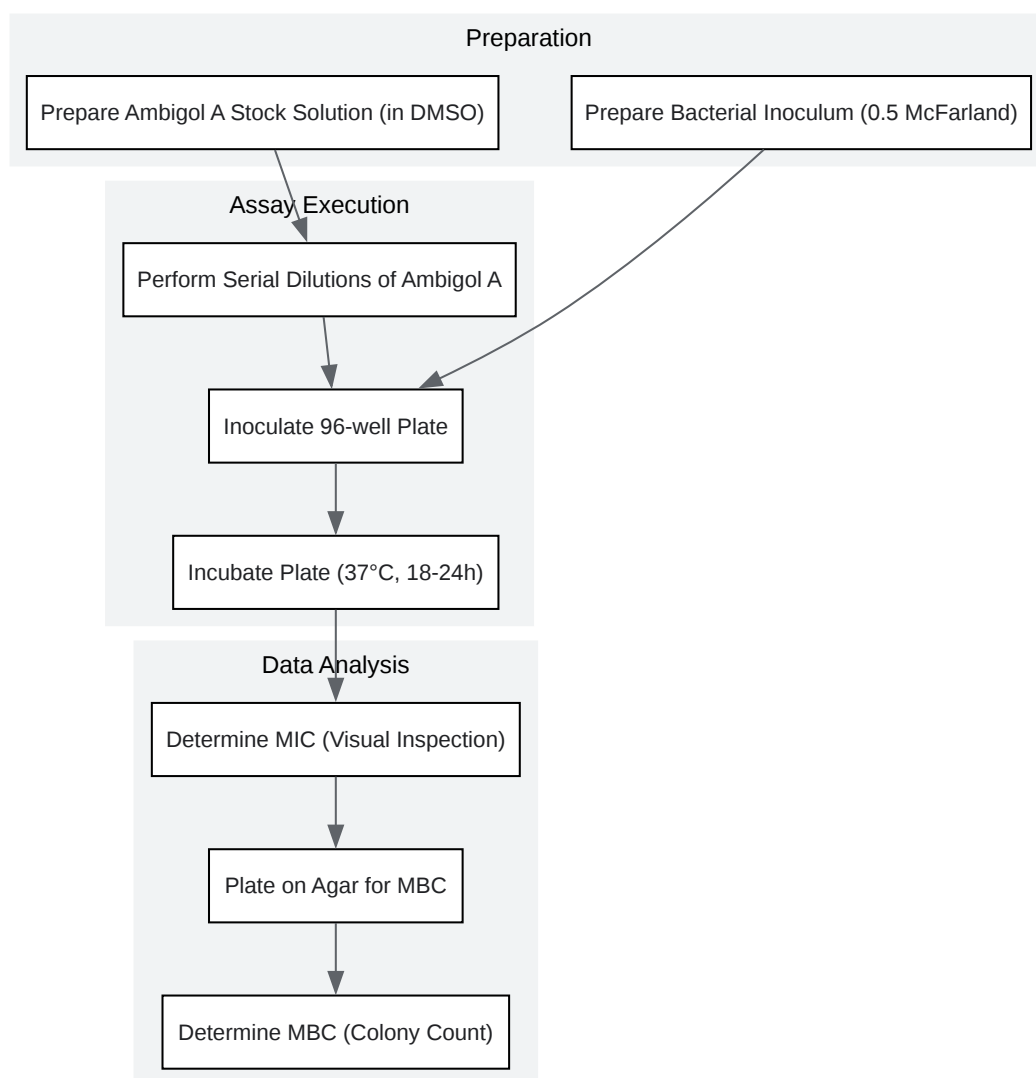 Preparation
Prepare Ambigol A Stock Solution (in DMSO)
Prepare Bacterial Inoculum (0.5 McFarland)
Assay Execution
Perform Serial Dilutions of Ambigol A
Inoculate 96-well Plate
Incubate Plate (37°C, 18-24h)
Data Analysis
Determine MIC (Visual Inspection)
Plate on Agar for MBC
Determine MBC (Colony Count)